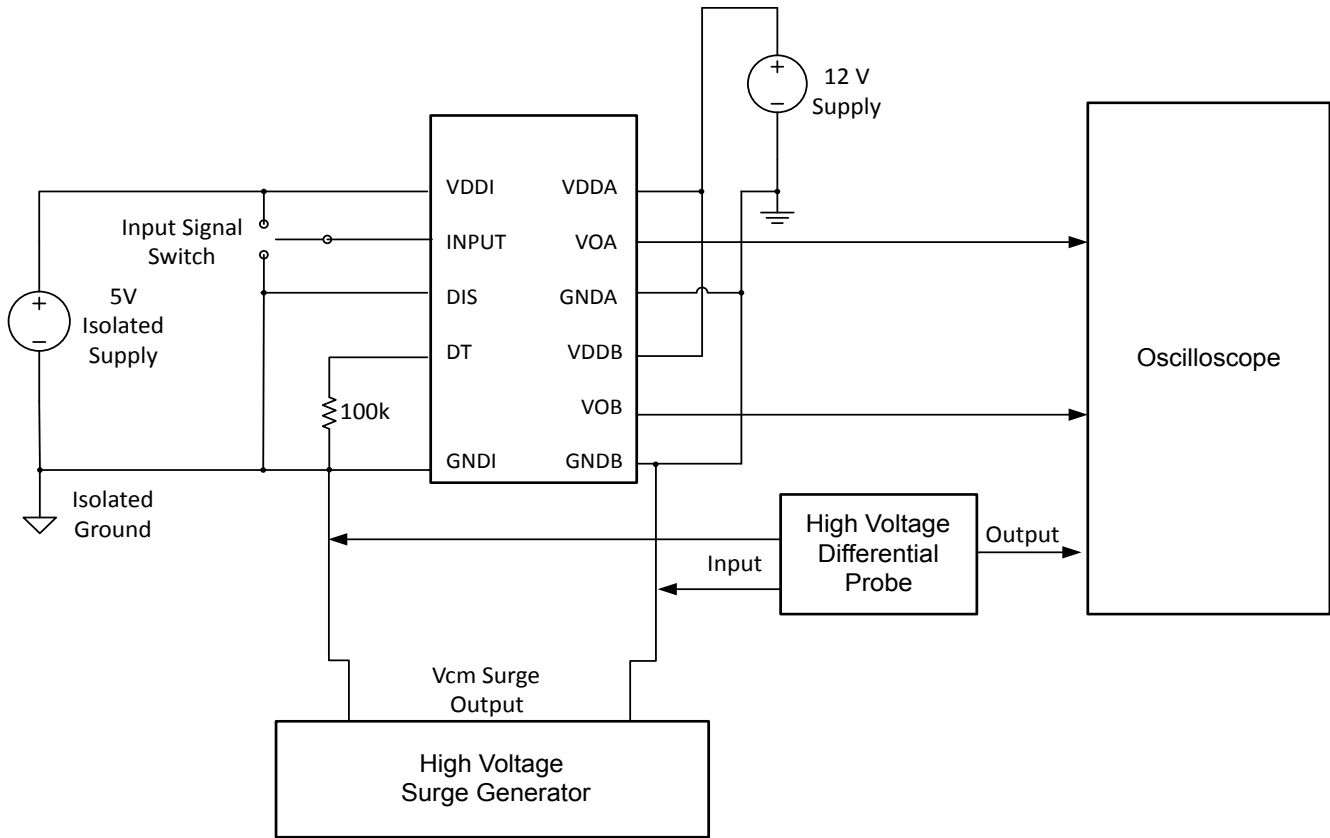 12 V
Supply
VDDI
VDDA
Input Signal
Switch
INPUT
VOA
5V
Isolated
Supply
DIS
GNDA
DT
VDDB
Oscilloscope
100k
VOB
GNDI
GNDB
Isolated
Ground
High Voltage
Differential
Probe
Input
Output
Vcm Surge
Output
High Voltage
Surge Generator